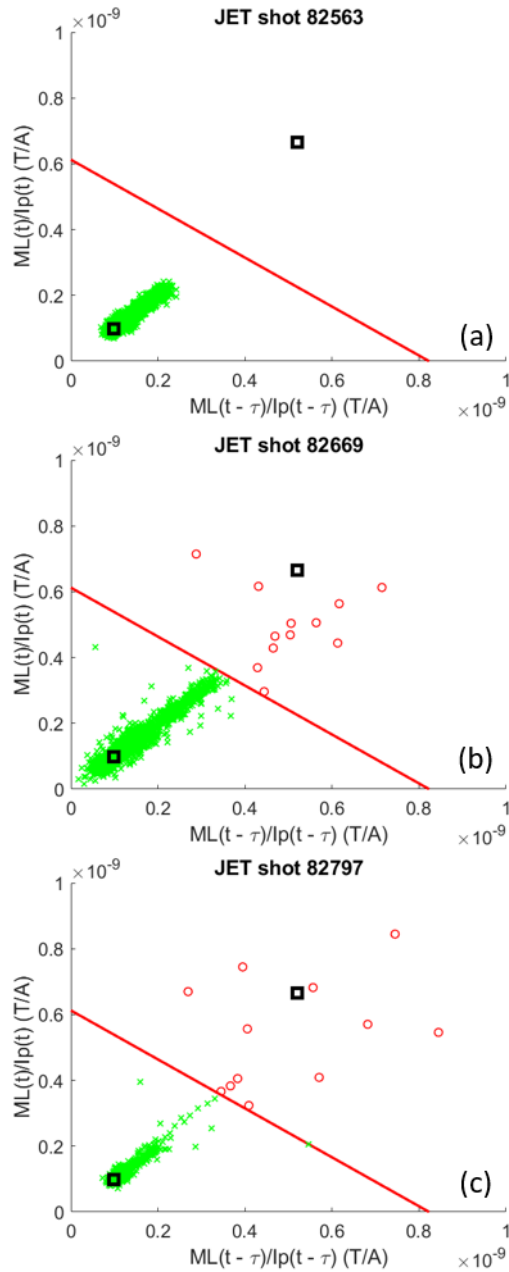 JET shot 82563
×10⁻⁹
1
0.8
0.6
0.4
0.2
0
ML(t)/Ip(t) (T/A)
(a)
0 0.2 0.4 0.6 0.8 1
ML(t - τ)/Ip(t - τ) (T/A)
×10⁻⁹
JET shot 82669
×10⁻⁹
1
0.8
0.6
0.4
0.2
0
ML(t)/Ip(t) (T/A)
(b)
0 0.2 0.4 0.6 0.8 1
ML(t - τ)/Ip(t - τ) (T/A)
×10⁻⁹
JET shot 82797
×10⁻⁹
1
0.8
0.6
0.4
0.2
0
ML(t)/Ip(t) (T/A)
(c)
0 0.2 0.4 0.6 0.8 1
ML(t - τ)/Ip(t - τ) (T/A)
×10⁻⁹